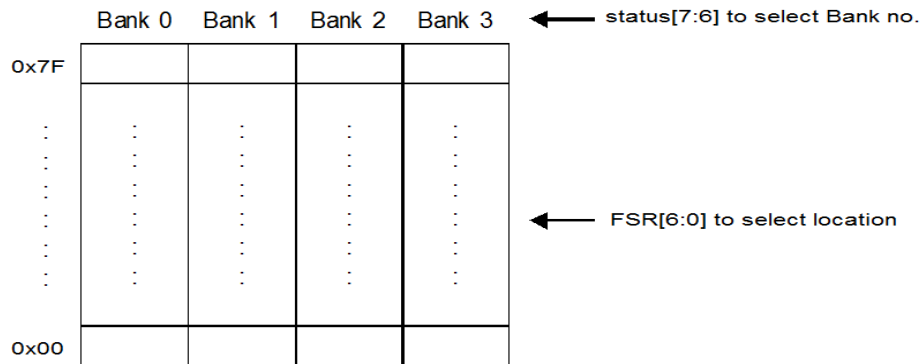 Bank 0 Bank 1 Bank 2 Bank 3 status[7:6] to select Bank no.
0x7F
FSR[6:0] to select location
0x00